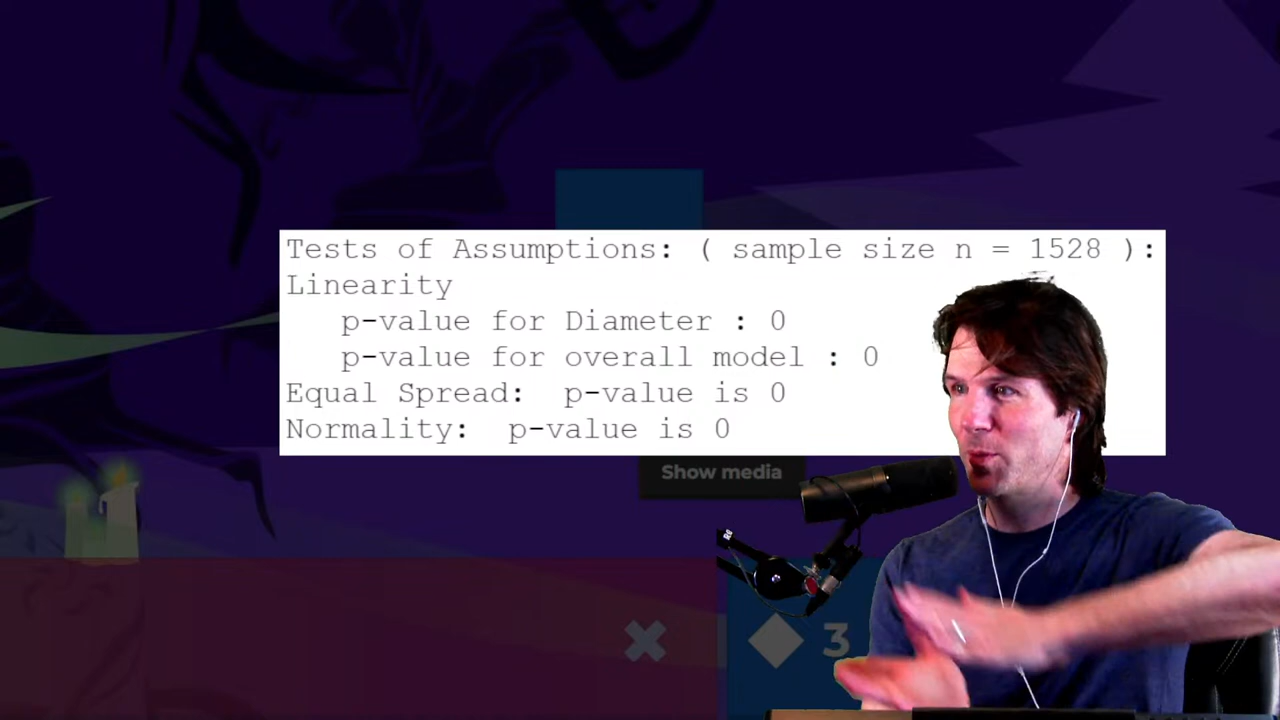 Tests of Assumptions: ( sample size n = 1528 ):
Linearity
p-value for Diameter : 0
p-value for overall model : 0
Equal Spread: p-value is 0
Normality: p-value is 0
Show media
3